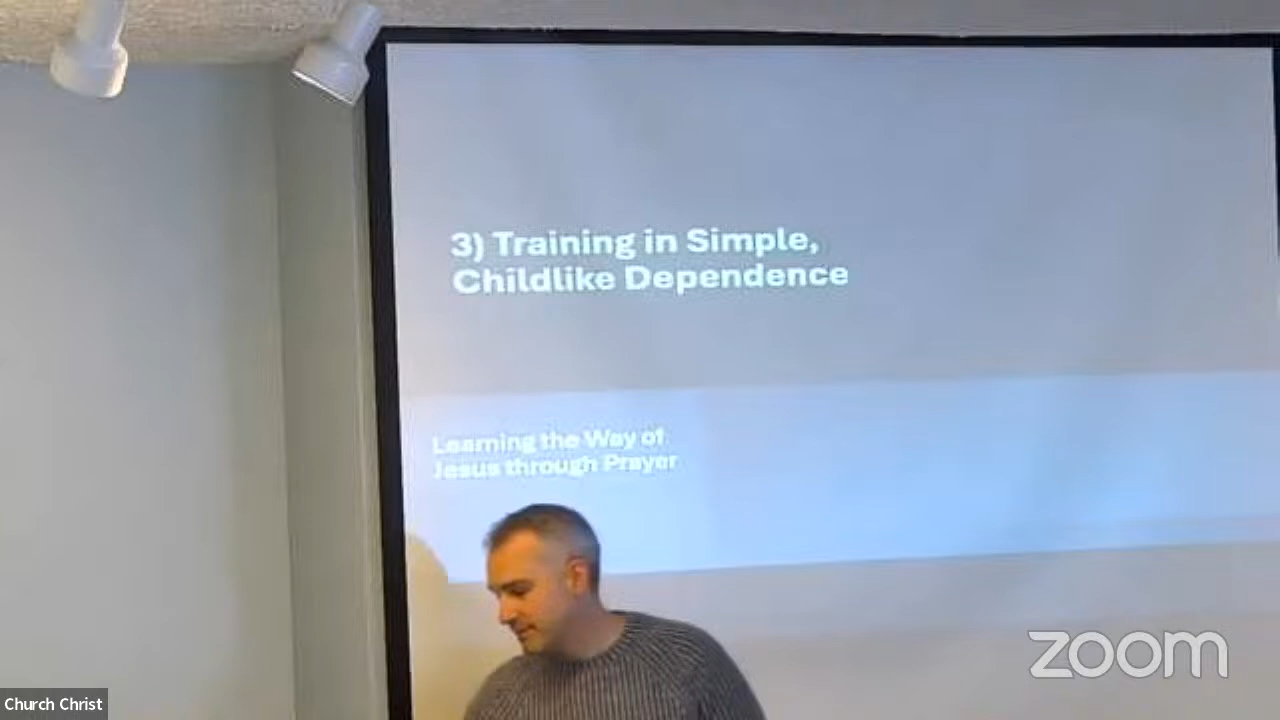 3) Training in Simple,
Childlike Dependence
Learning the Way of
Jesus through Prayer
zoom
Church Christ